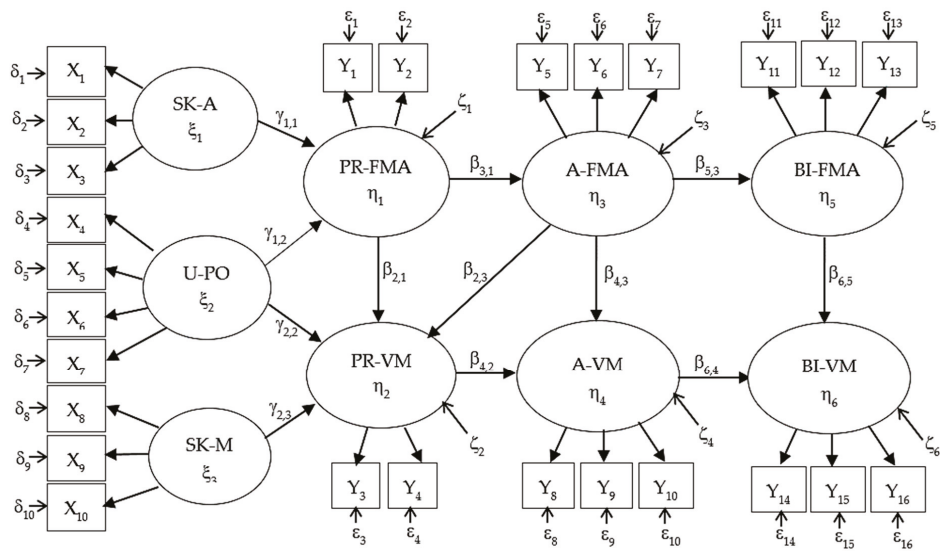 ε₁ ε₂ ε₅ ε₆ ε₇ ε₁₁ ε₁₂ ε₁₃
δ₁ X₁ Y₁ Y₂ Y₅ Y₆ Y₇ Y₁₁ Y₁₂ Y₁₃
SK-A
ξ₁
δ₂ X₂ γ₁,₁ ζ₁ ζ₃ ζ₅
δ₃ X₃
PR-FMA
η₁
β₃,₁
A-FMA
η₃
β₅,₃
BI-FMA
η₅
δ₄ X₄ γ₁,₂
δ₅ X₅
U-PO
ξ₂
β₂,₁ β₂,₃ β₄,₃ β₆,₅
δ₆ X₆ γ₂,₂
δ₇ X₇
PR-VM
η₂
β₄,₂
A-VM
η₄
β₆,₄
BI-VM
η₆
δ₈ X₈ γ₂,₃
SK-M
ξ₃
δ₉ X₉ ζ₂ ζ₄ ζ₆
δ₁₀ X₁₀ Y₃ Y₄ Y₈ Y₉ Y₁₀ Y₁₄ Y₁₅ Y₁₆
ε₃ ε₄ ε₈ ε₉ ε₁₀ ε₁₄ ε₁₅ ε₁₆